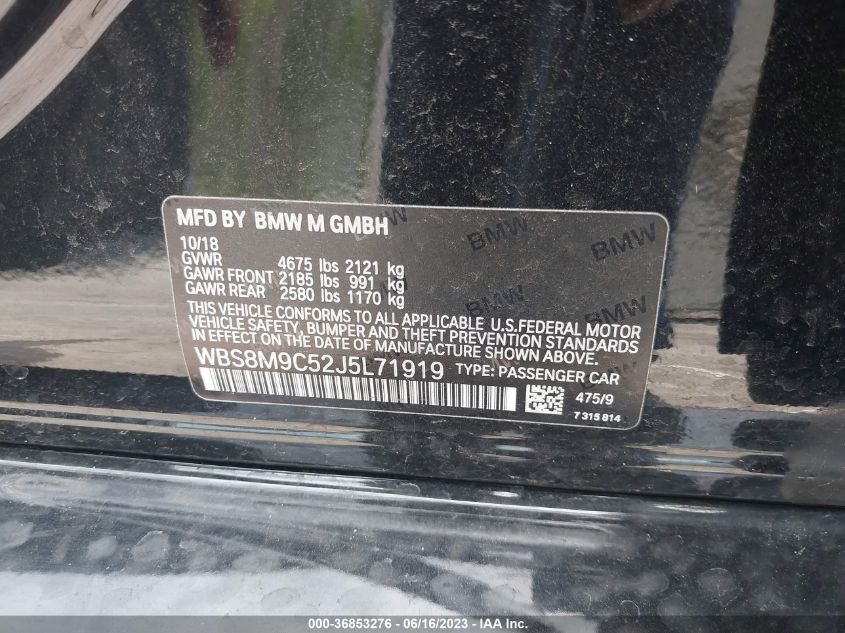 MFD BY BMW M GMBH
10/18
GVWR 4675 lbs 2121 kg
GAWR FRONT 2185 lbs 991 kg
GAWR REAR 2580 lbs 1170 kg
THIS VEHICLE CONFORMS TO ALL APPLICABLE U.S.FEDERAL MOTOR
VEHICLE SAFETY, BUMPER AND THEFT PREVENTION STANDARDS
IN EFFECT ON THE DATE OF MANUFACTURE SHOWN ABOVE.
WBS8M9C52J5L71919 TYPE: PASSENGER CAR
475/9
7 315 814
BMW
BMW
BMW
BMW
BMW
000-36853276 - 06/16/2023 - IAA Inc.